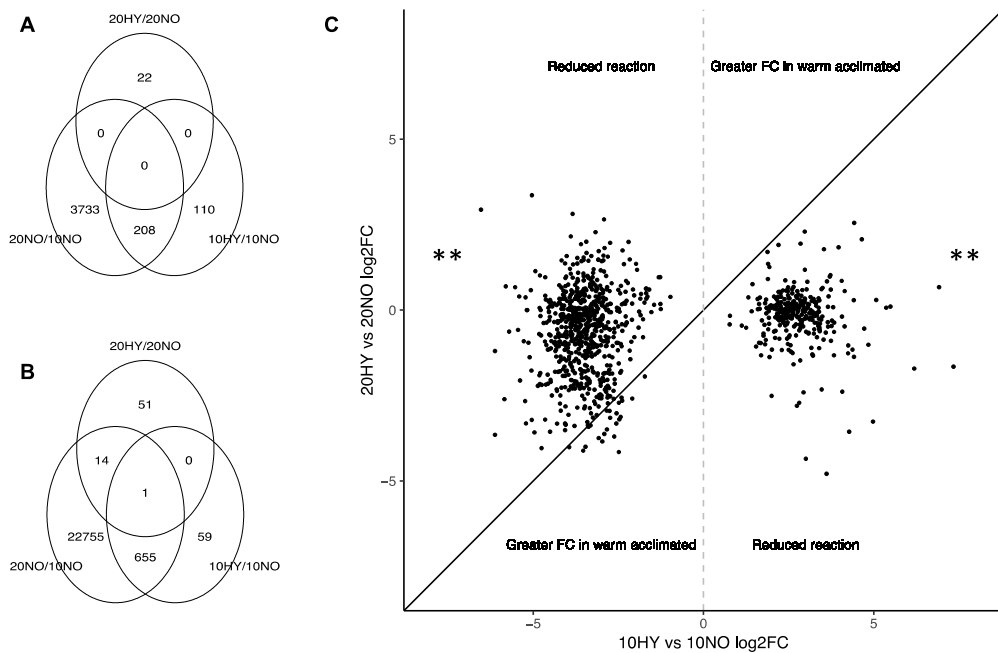 A
20HY/20NO
22
0
0
0
3733
110
208
20NO/10NO
10HY/10NO
B
20HY/20NO
51
14
0
1
22755
59
655
20NO/10NO
10HY/10NO
C
Reduced reaction
Greater FC in warm acclimated
5
**
**
0
20HY vs 20NO log2FC
−5
Greater FC in warm acclimated
Reduced reaction
−5
0
5
10HY vs 10NO log2FC